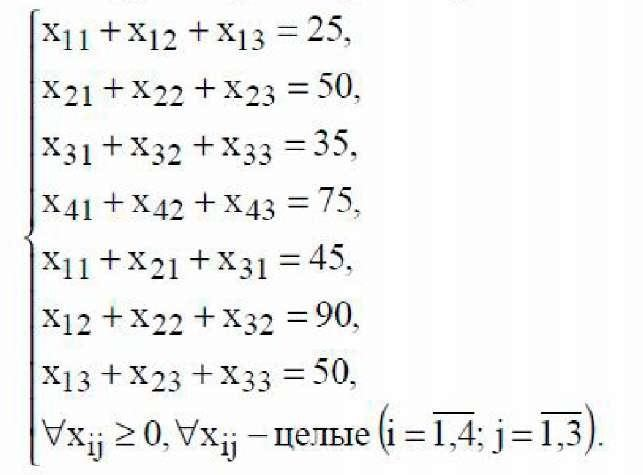 x₁₁ + x₁₂ + x₁₃ = 25,
x₂₁ + x₂₂ + x₂₃ = 50,
x₃₁ + x₃₂ + x₃₃ = 35,
x₄₁ + x₄₂ + x₄₃ = 75,
x₁₁ + x₂₁ + x₃₁ = 45,
x₁₂ + x₂₂ + x₃₂ = 90,
x₁₃ + x₂₃ + x₃₃ = 50,
∀xᵢⱼ ≥ 0, ∀xᵢⱼ – целые (i = 1,4; j = 1,3).